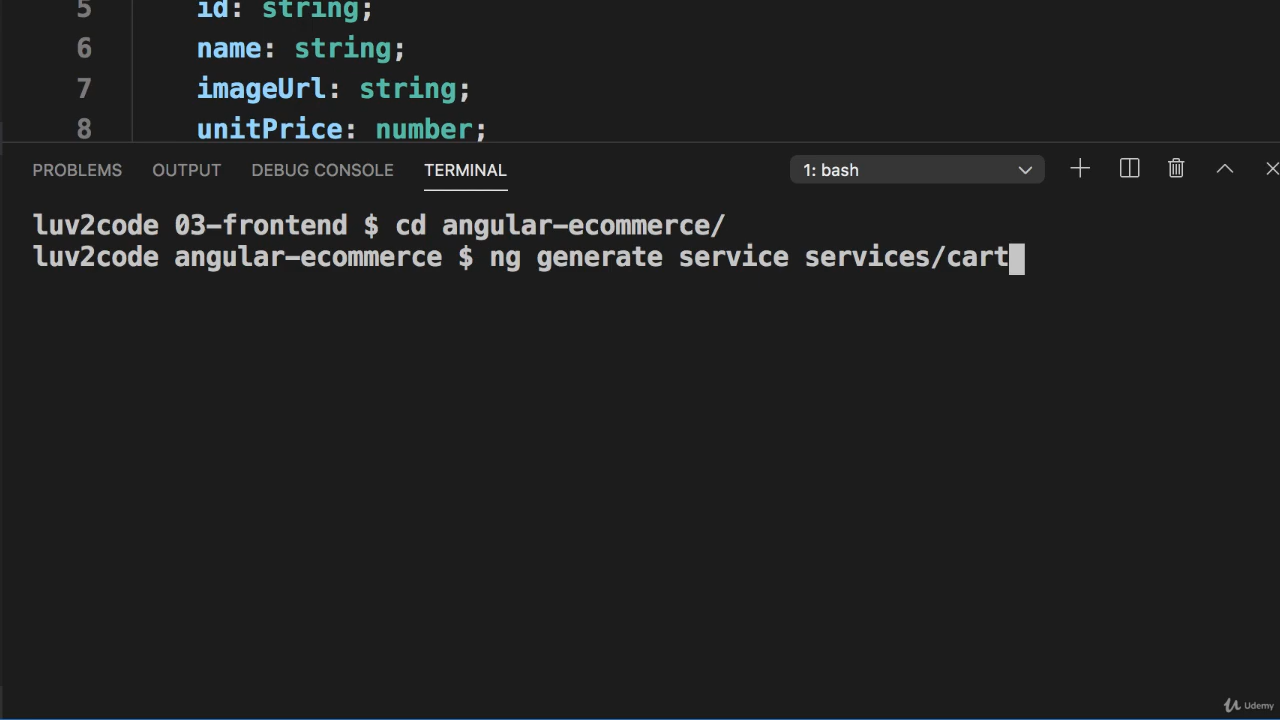 5 id: string;
6 name: string;
7 imageUrl: string;
8 unitPrice: number;
PROBLEMS OUTPUT DEBUG CONSOLE TERMINAL 1: bash
luv2code 03-frontend $ cd angular-ecommerce/
luv2code angular-ecommerce $ ng generate service services/cart
Udemy